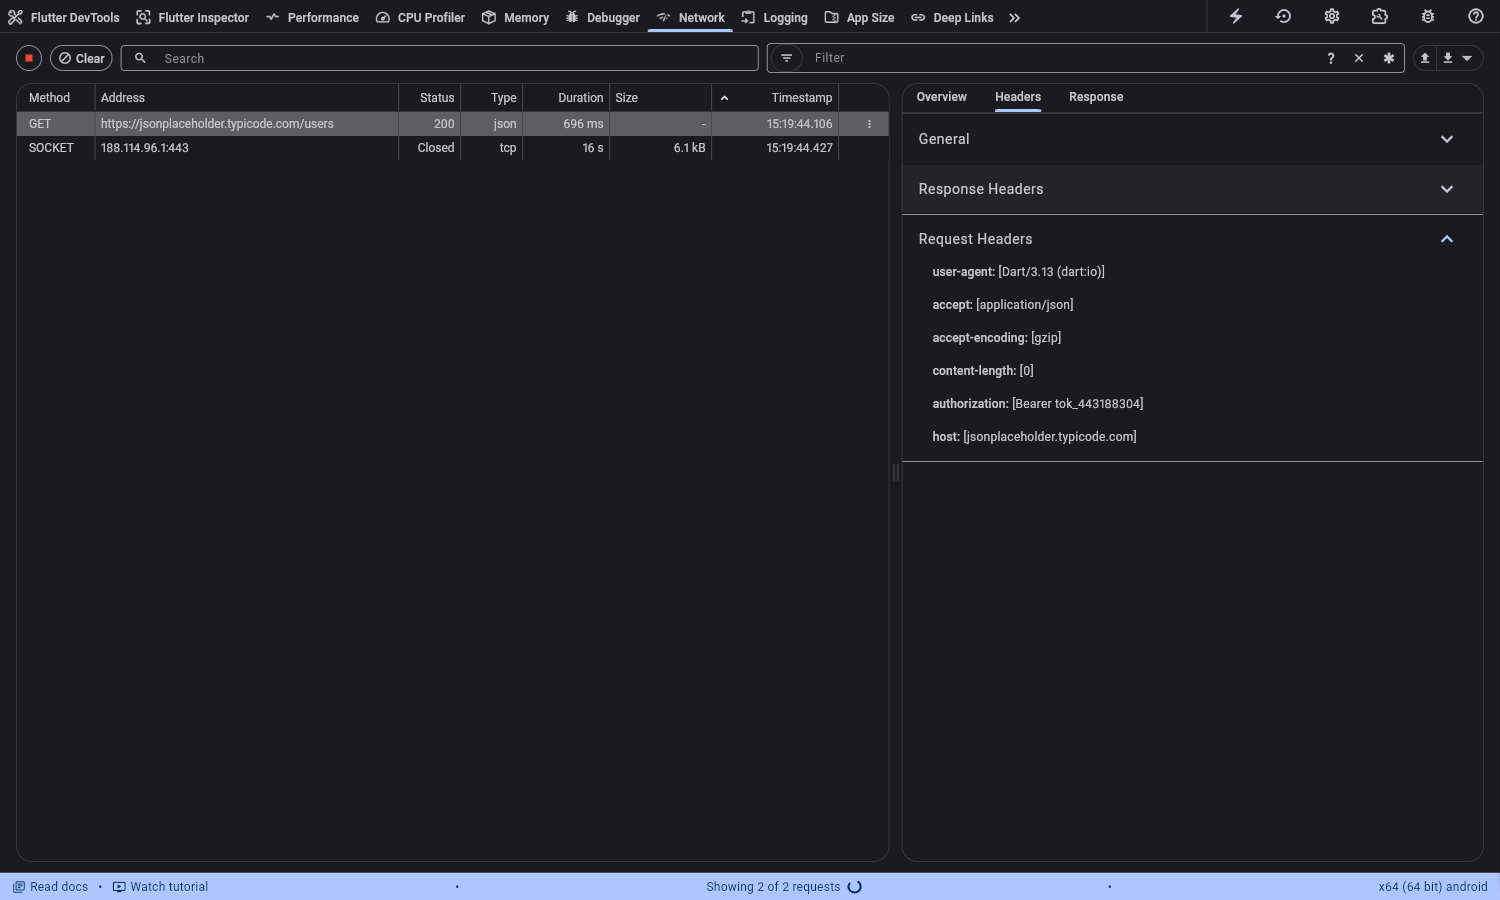 Flutter DevTools Flutter Inspector Performance CPU Profiler Memory Debugger Network Logging App Size Deep Links
Clear Search Filter ?
Method Address Status Type Duration Size Timestamp
GET https://jsonplaceholder.typicode.com/users 200 json 696 ms - 15:19:44.106
SOCKET 188.114.96.1:443 Closed tcp 16 s 6.1 kB 15:19:44.427
Overview Headers Response
General
Response Headers
Request Headers
user-agent: [Dart/3.13 (dart:io)]
accept: [application/json]
accept-encoding: [gzip]
content-length: [0]
authorization: [Bearer tok_443188304]
host: [jsonplaceholder.typicode.com]
Read docs • Watch tutorial • Showing 2 of 2 requests • x64 (64 bit) android